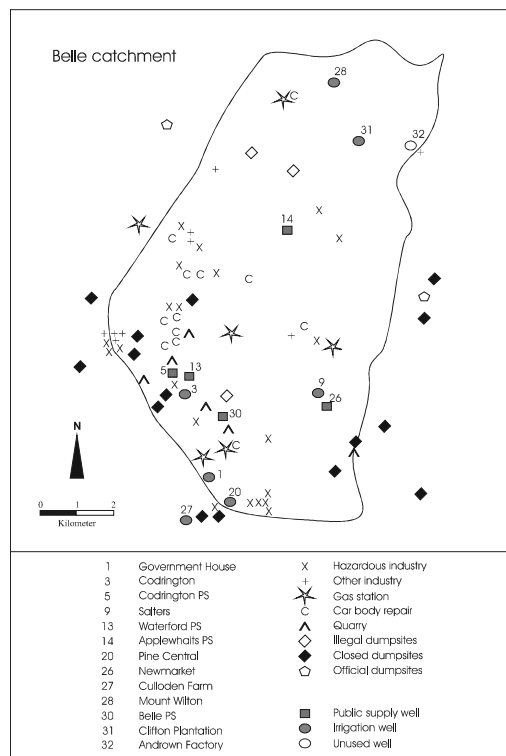 Belle catchment
28
C
31
32
14
X
X
C
+
+
X
X
X
C
C
X
C
X
X
C
C
C
C
C
X
X
X
X
5
13
X
3
9
26
30
X
C
X
N
1
20
X
X
X
X
X
X
27
0 1 2
Kilometer
1 Government House
3 Codrington
5 Codrington PS
9 Salters
13 Waterford PS
14 Applewhaits PS
20 Pine Central
26 Newmarket
27 Culloden Farm
28 Mount Wilton
30 Belle PS
31 Clifton Plantation
32 Andrown Factory
X Hazardous industry
+ Other industry
Gas station
C Car body repair
Quarry
Illegal dumpsites
Closed dumpsites
Official dumpsites
Public supply well
Irrigation well
Unused well